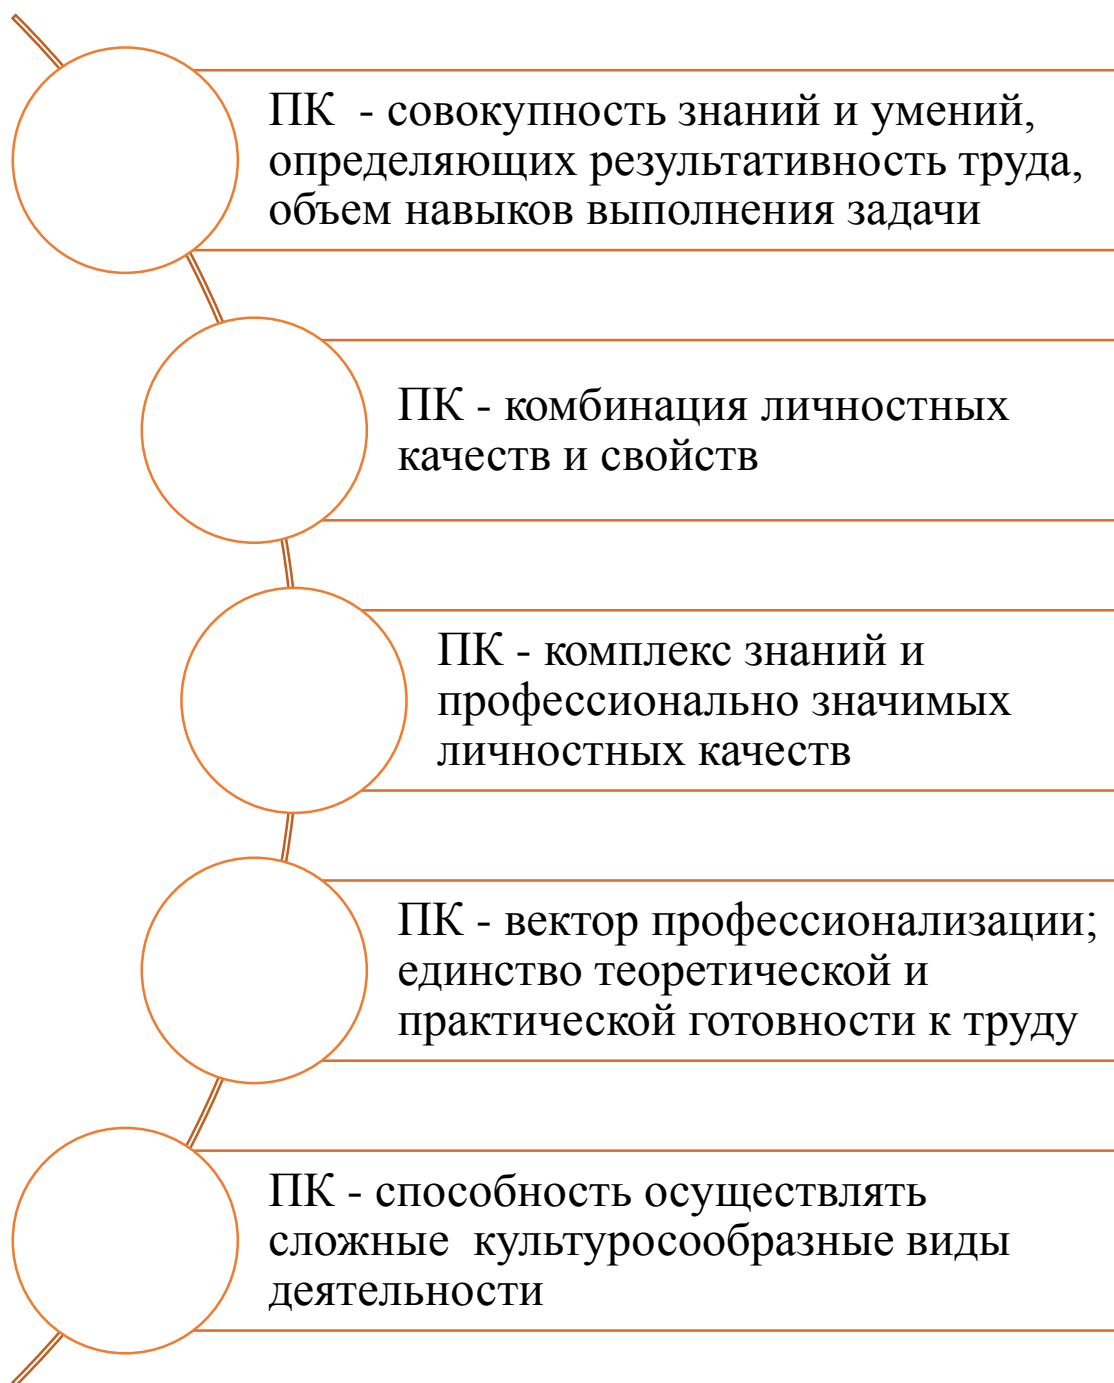 ПК  - совокупность знаний и умений,
определяющих результативность труда,
объем навыков выполнения задачи
ПК - комбинация личностных
качеств и свойств
ПК - комплекс знаний и
профессионально значимых
личностных качеств
ПК - вектор профессионализации;
единство теоретической и
практической готовности к труду
ПК - способность осуществлять
сложные  культуросообразные виды
деятельности